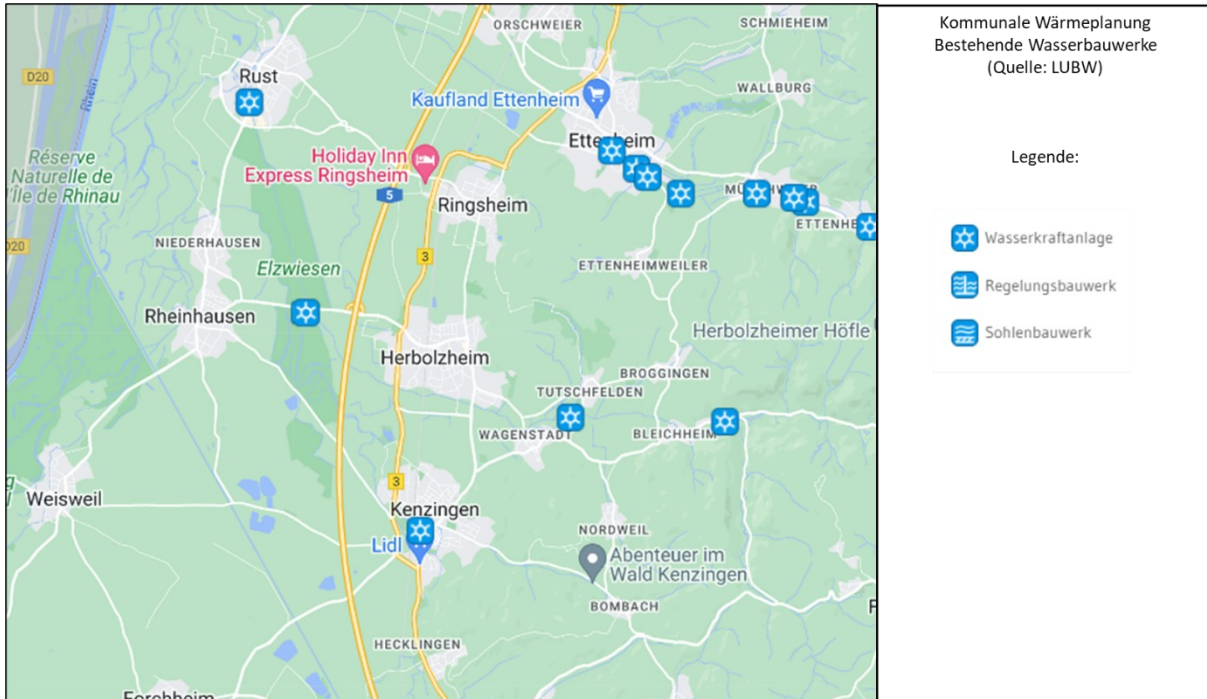 Kommunale Wärmeplanung
Bestehende Wasserbauwerke
(Quelle: LUBW)
Legende:
Wasserkraftanlage
Regelungsbauwerk
Sohlenbauwerk
ORSCHWEIER
SCHMIEHEIM
D20
Rhein
Rust
WALLBURG
Kaufland Ettenheim
Ettenheim
Holiday Inn
Express Ringsheim
Réserve
Naturelle de
l'Île de Rhinau
5
Ringsheim
ETTENHE
D20
NIEDERHAUSEN
3
Elzwiesen
ETTENHEIMWEILER
Rheinhausen
Herbolzheimer Höfle
Herbolzheim
BROGGINGEN
TUTSCHFELDEN
WAGENSTADT
BLEICHHEIM
3
Weisweil
Kenzingen
NORDWEIL
Lidl
Abenteuer im
Wald Kenzingen
BOMBACH
HECKLINGEN
Forchheim